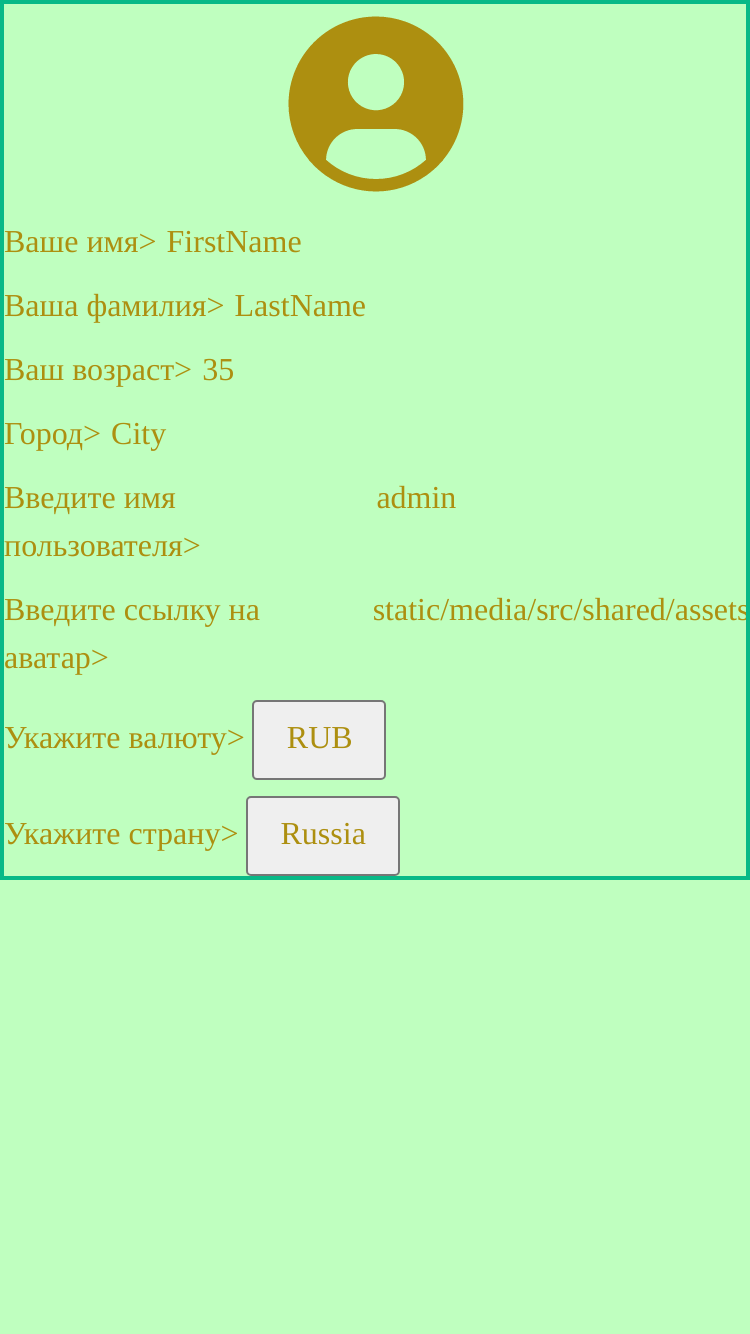 Ваше имя> FirstName
Ваша фамилия> LastName
Ваш возраст> 35
Город> City
Введите имя admin
пользователя>
Введите ссылку на static/media/src/shared/assets
аватар>
Укажите валюту> RUB
Укажите страну> Russia